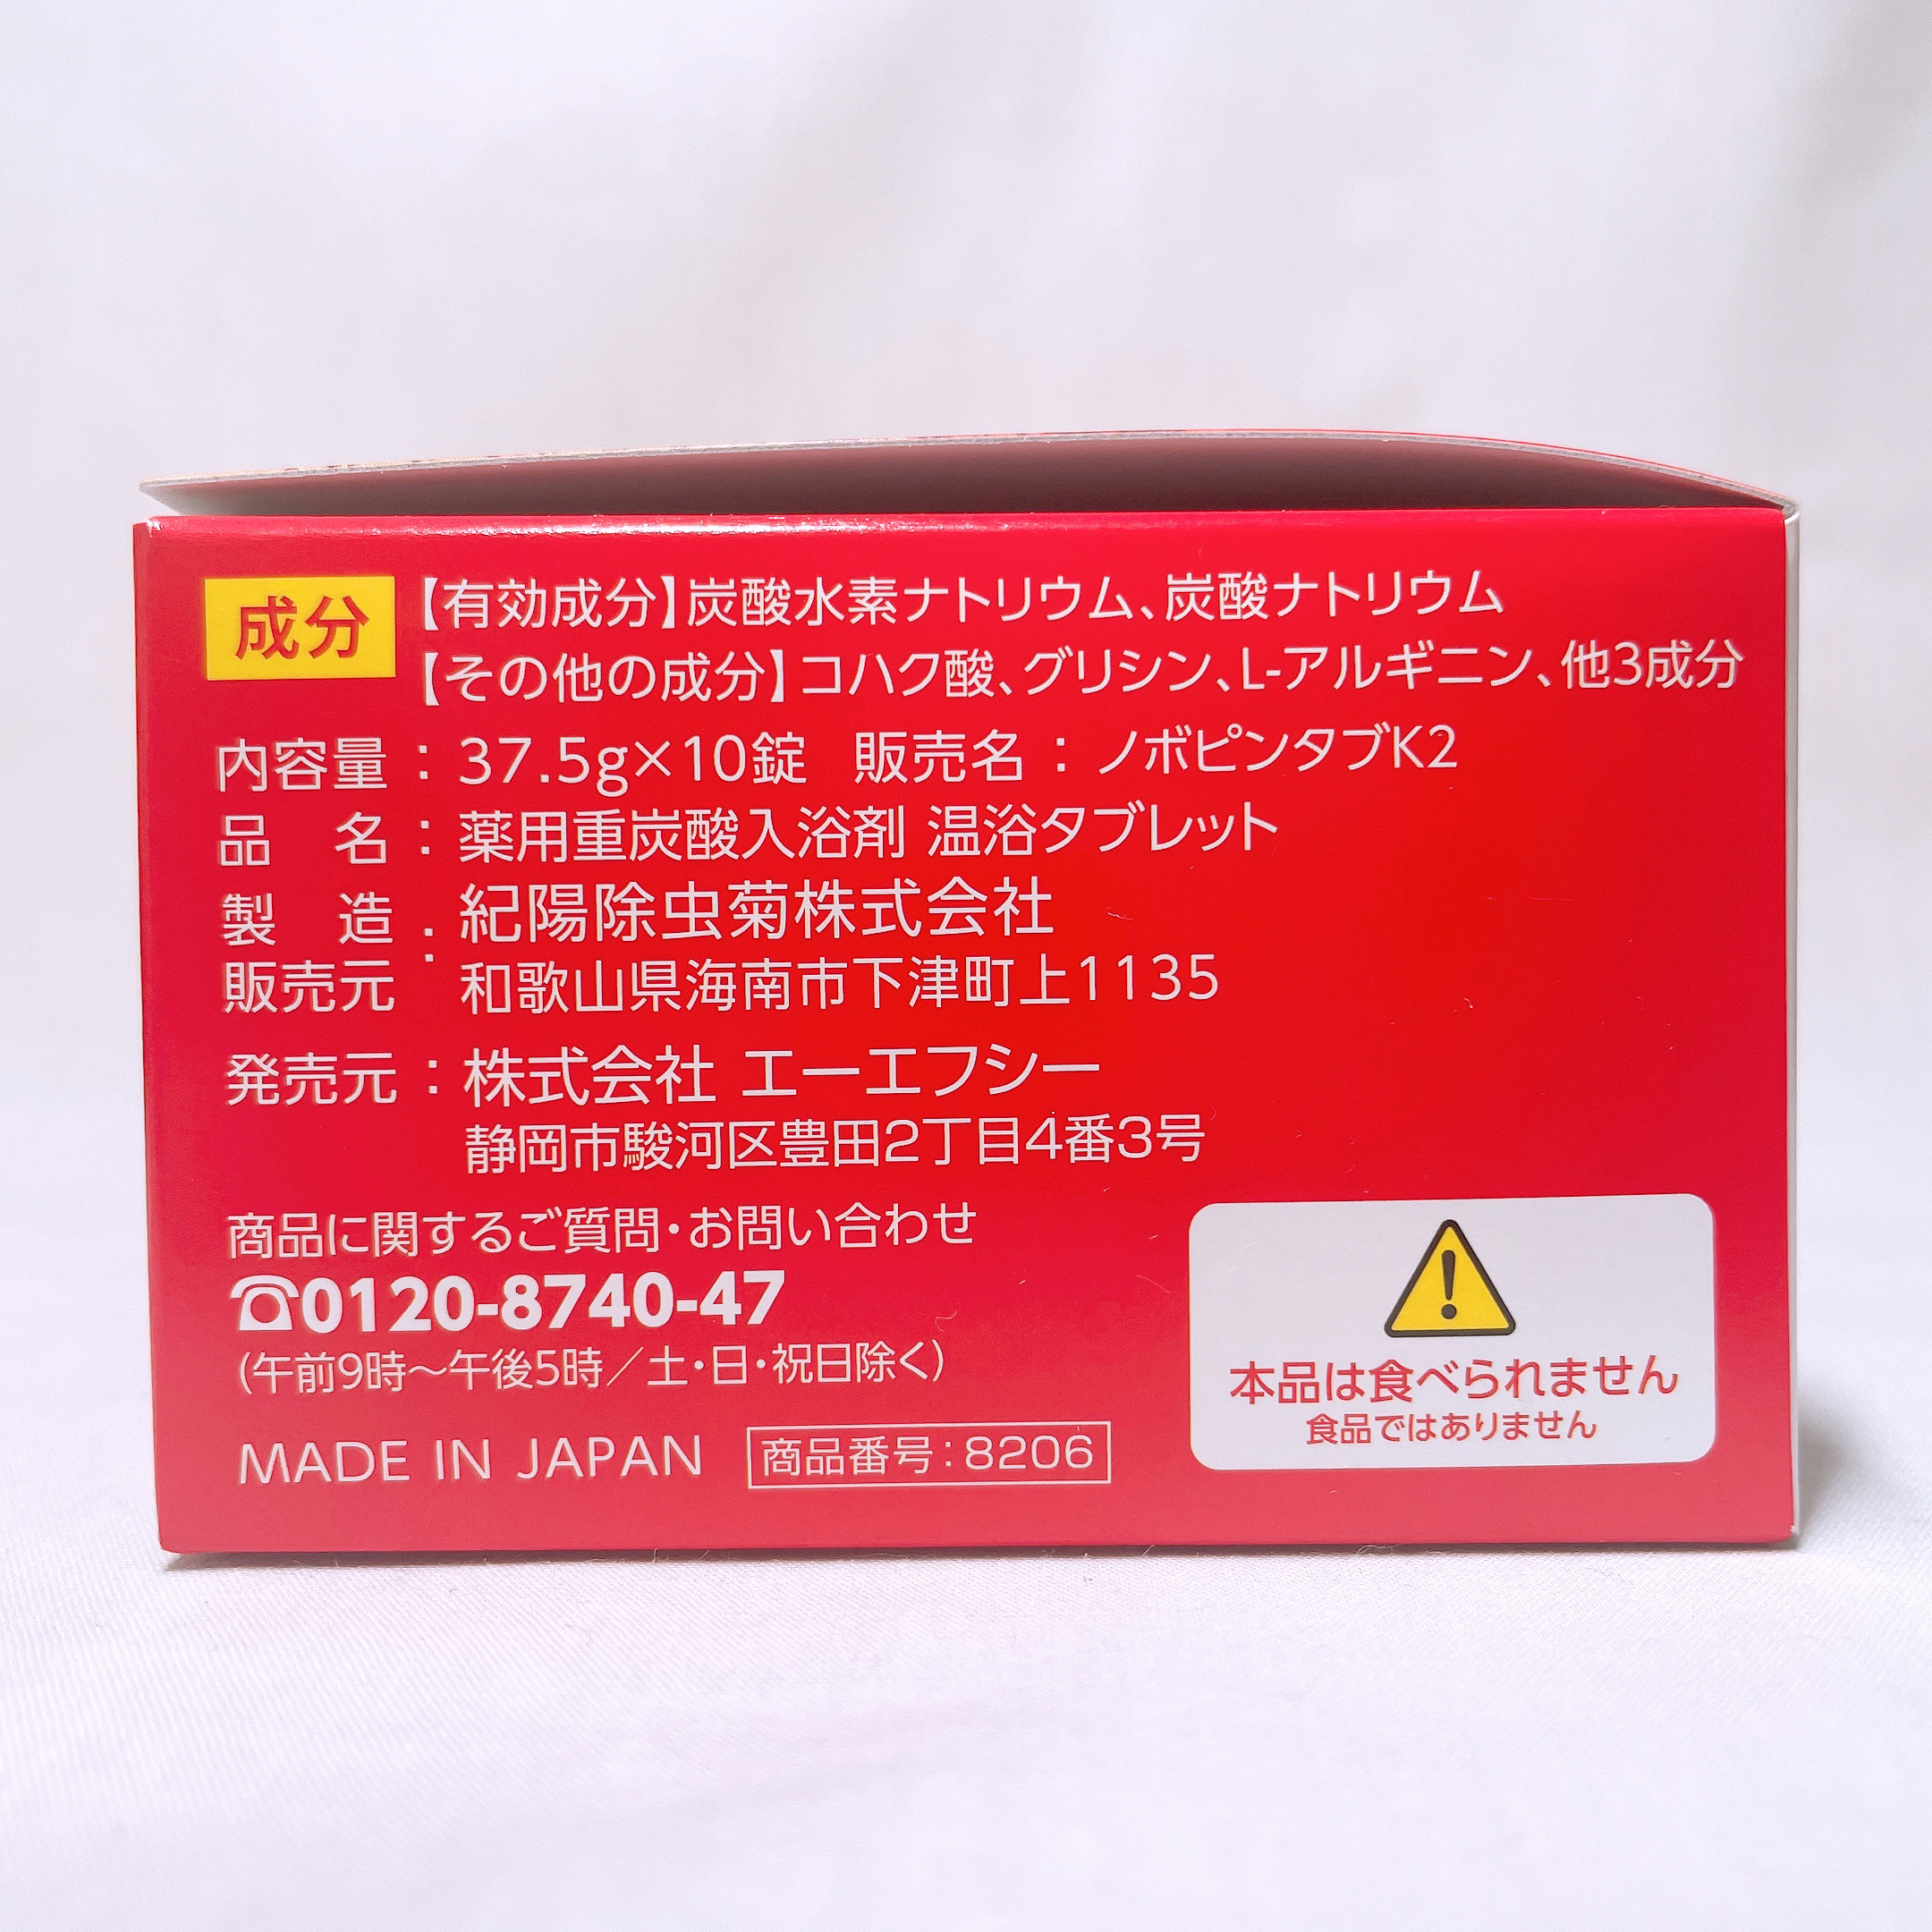 成分
【有効成分】炭酸水素ナトリウム、炭酸ナトリウム
【その他の成分】コハク酸、グリシン、L-アルギニン、他3成分
内容量：37.5g×10錠　販売名：ノボピンタブK2
品　名：薬用重炭酸入浴剤 温浴タブレット
製　造
販売元：紀陽除虫菊株式会社
和歌山県海南市下津町上1135
発売元：株式会社 エーエフシー
静岡市駿河区豊田2丁目4番3号
商品に関するご質問・お問い合わせ
☎0120-8740-47
(午前9時～午後5時／土・日・祝日除く)
MADE IN JAPAN　商品番号：8206
本品は食べられません
食品ではありません